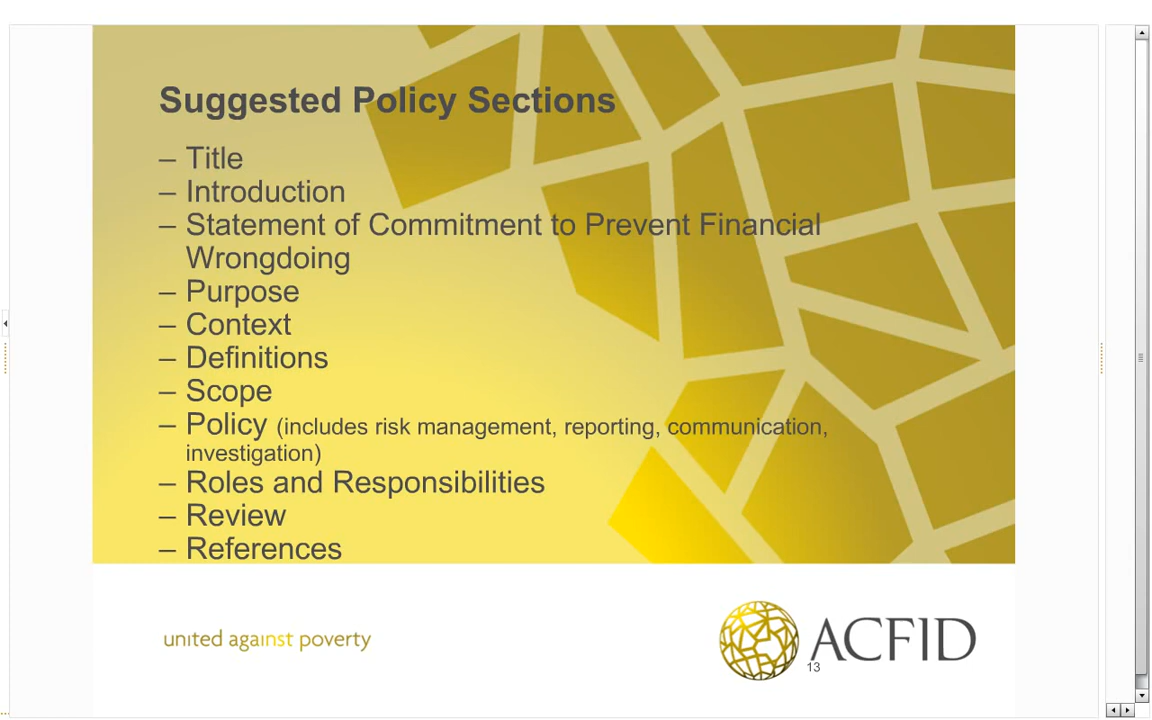 Suggested Policy Sections
– Title
– Introduction
– Statement of Commitment to Prevent Financial
Wrongdoing
– Purpose
– Context
– Definitions
– Scope
– Policy (includes risk management, reporting, communication,
investigation)
– Roles and Responsibilities
– Review
– References
united against poverty
ACFID
13